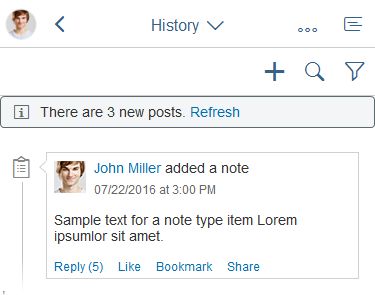 History
There are 3 new posts. Refresh
John Miller added a note
07/22/2016 at 3:00 PM
Sample text for a note type item Lorem
ipsumlor sit amet.
Reply (5) Like Bookmark Share